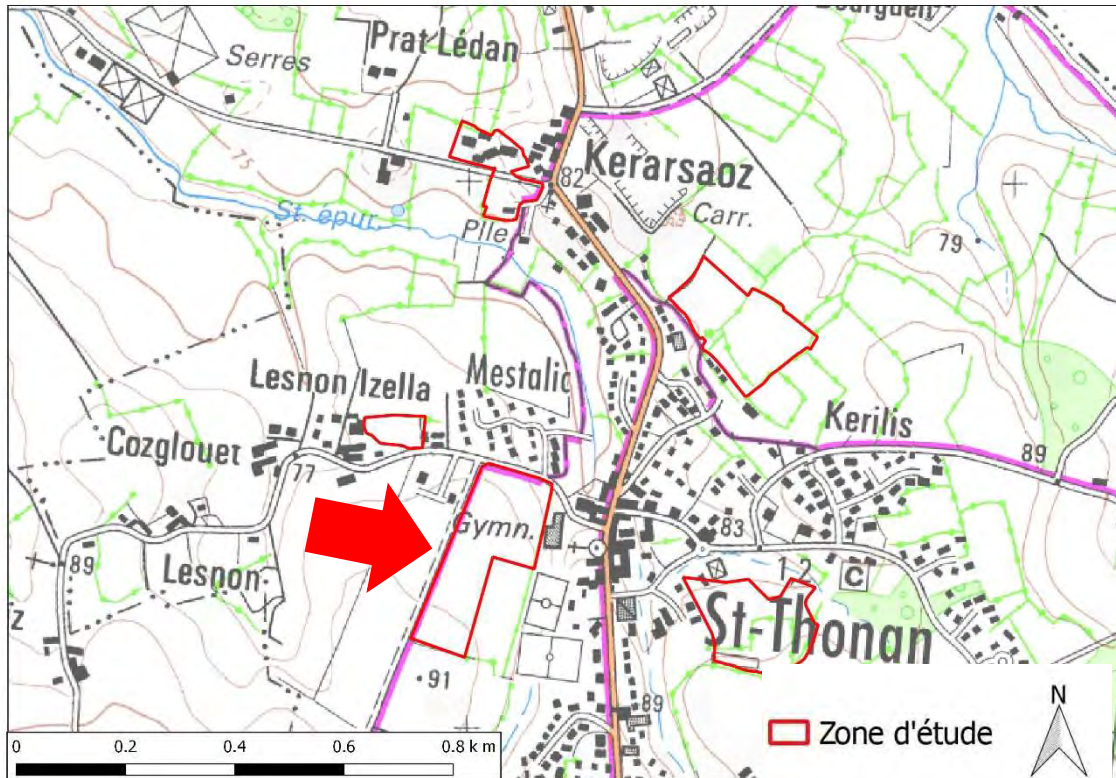 Prat Lédan
Serres
75
Kerarsaoz
82
St. épur.
Pile
Carr.
79
Lesnon Izella
Mestalic
Cozglouet
77
Kerilis
89
Gymn.
83
89
Lesnon
12
C
St-Thonan
z
91
89
N
Zone d'étude
0
0.2
0.4
0.6
0.8 km